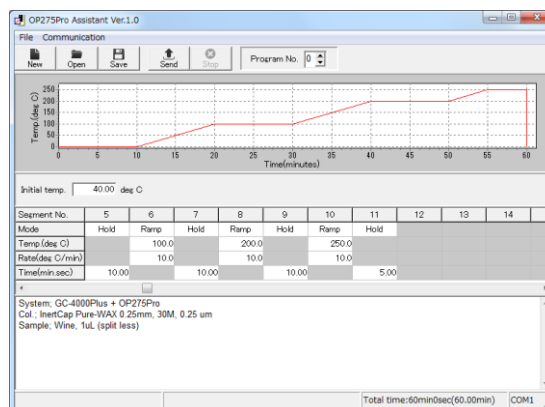 OP275Pro Assistant Ver.1.0
File Communication
New Open Save Send Stop Program No. 0
Temp.(deg C)
250
200
150
100
50
0
0 5 10 15 20 25 30 35 40 45 50 55 60
Time(minutes)
Initial temp. 40.00 deg C
Segment No. 5 6 7 8 9 10 11 12 13 14
Mode Hold Ramp Hold Ramp Hold Ramp Hold
Temp.(deg C) 100.0 200.0 250.0
Rate(deg C/min) 10.0 10.0 10.0
Time(min.sec) 10.00 10.00 10.00 5.00
System; GC-4000Plus + OP275Pro
Col.; InertCap Pure-WAX 0.25mm, 30M, 0.25 um
Sample; Wine, 1uL (split less)
Total time:60min0sec(60.00min) COM1